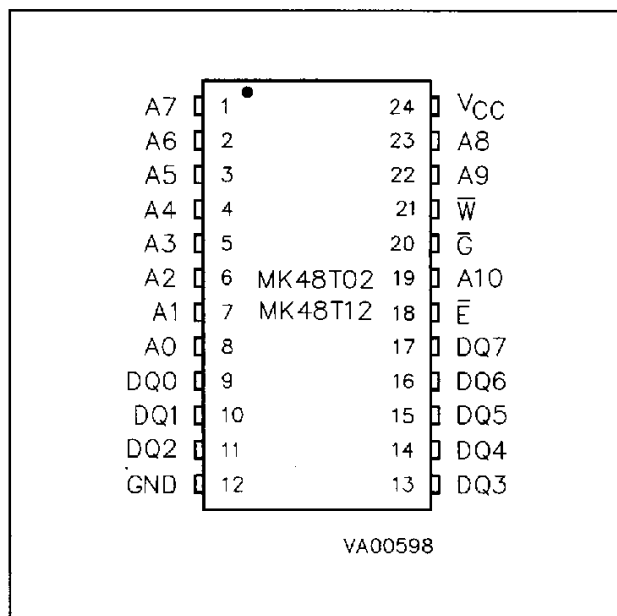 A7 1 24 VCC
A6 2 23 A8
A5 3 22 A9
A4 4 21 W̅
A3 5 20 G̅
A2 6 MK48T02 19 A10
A1 7 MK48T12 18 E̅
A0 8 17 DQ7
DQ0 9 16 DQ6
DQ1 10 15 DQ5
DQ2 11 14 DQ4
GND 12 13 DQ3
VA00598